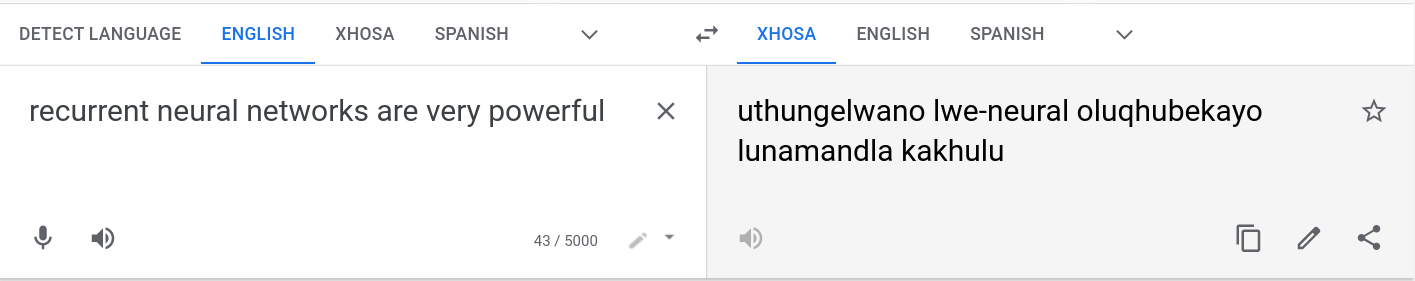 DETECT LANGUAGE ENGLISH XHOSA SPANISH XHOSA ENGLISH SPANISH
recurrent neural networks are very powerful
uthungelwano lwe-neural oluqhubekayo
lunamandla kakhulu
43 / 5000